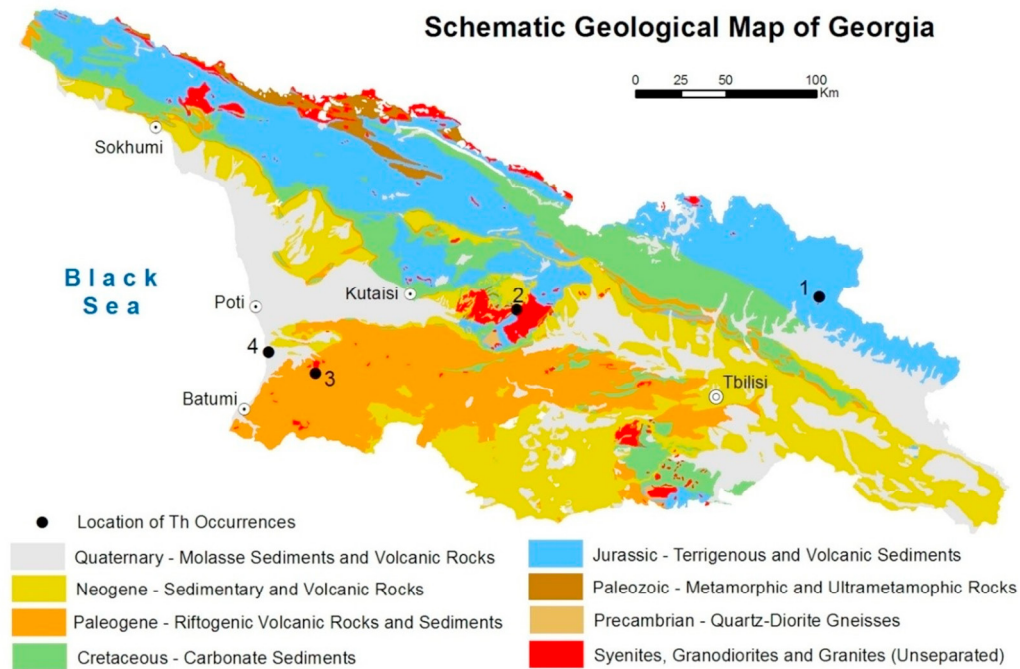 Schematic Geological Map of Georgia
0 25 50 100
Km
Sokhumi
Black
Sea
Poti
Kutaisi
2
1
4
3
Batumi
Tbilisi
Location of Th Occurrences
Quaternary - Molasse Sediments and Volcanic Rocks
Neogene - Sedimentary and Volcanic Rocks
Paleogene - Riftogenic Volcanic Rocks and Sediments
Cretaceous - Carbonate Sediments
Jurassic - Terrigenous and Volcanic Sediments
Paleozoic - Metamorphic and Ultrametamophic Rocks
Precambrian - Quartz-Diorite Gneisses
Syenites, Granodiorites and Granites (Unseparated)